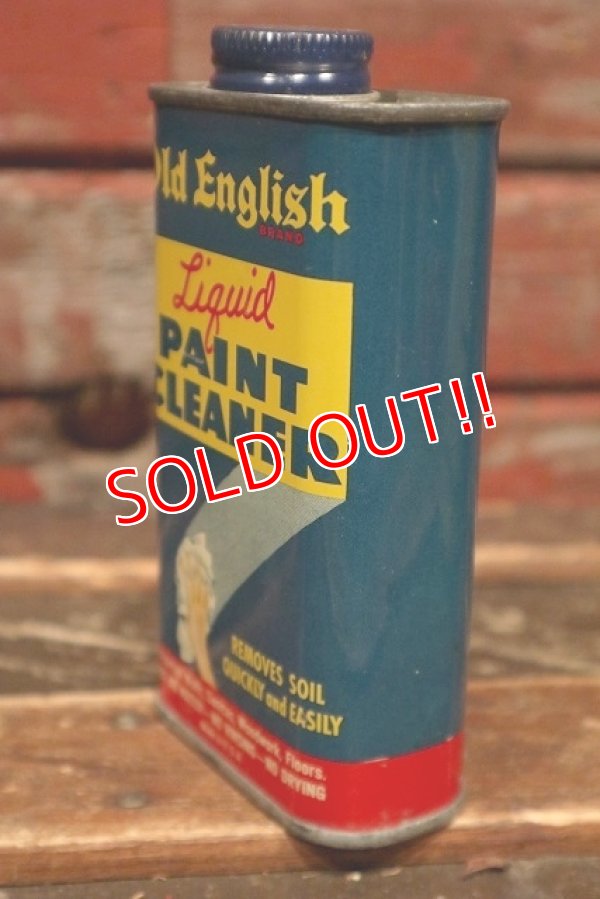 Old English
BRAND
Liquid
PAINT
CLEANER
SOLD OUT!!
REMOVES SOIL
QUICKLY and EASILY
Woodwork, Floors.
NO DRYING